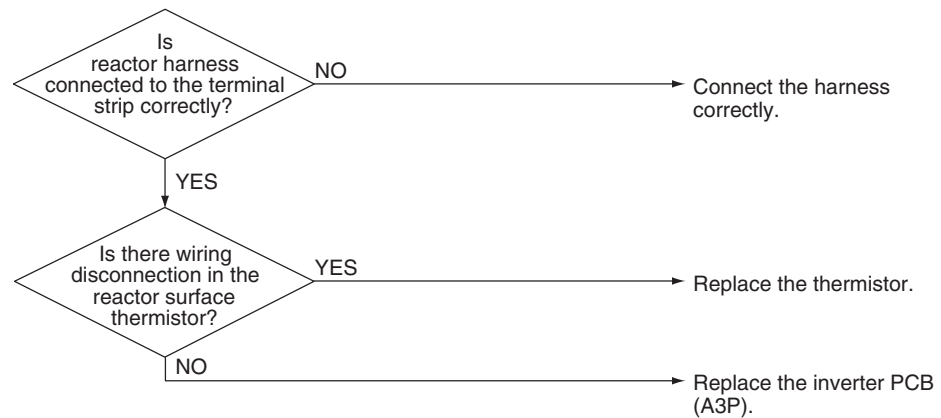 Is
reactor harness
connected to the terminal
strip correctly?
NO
Connect the harness
correctly.
YES
Is there wiring
disconnection in the
reactor surface
thermistor?
YES
Replace the thermistor.
NO
Replace the inverter PCB
(A3P).